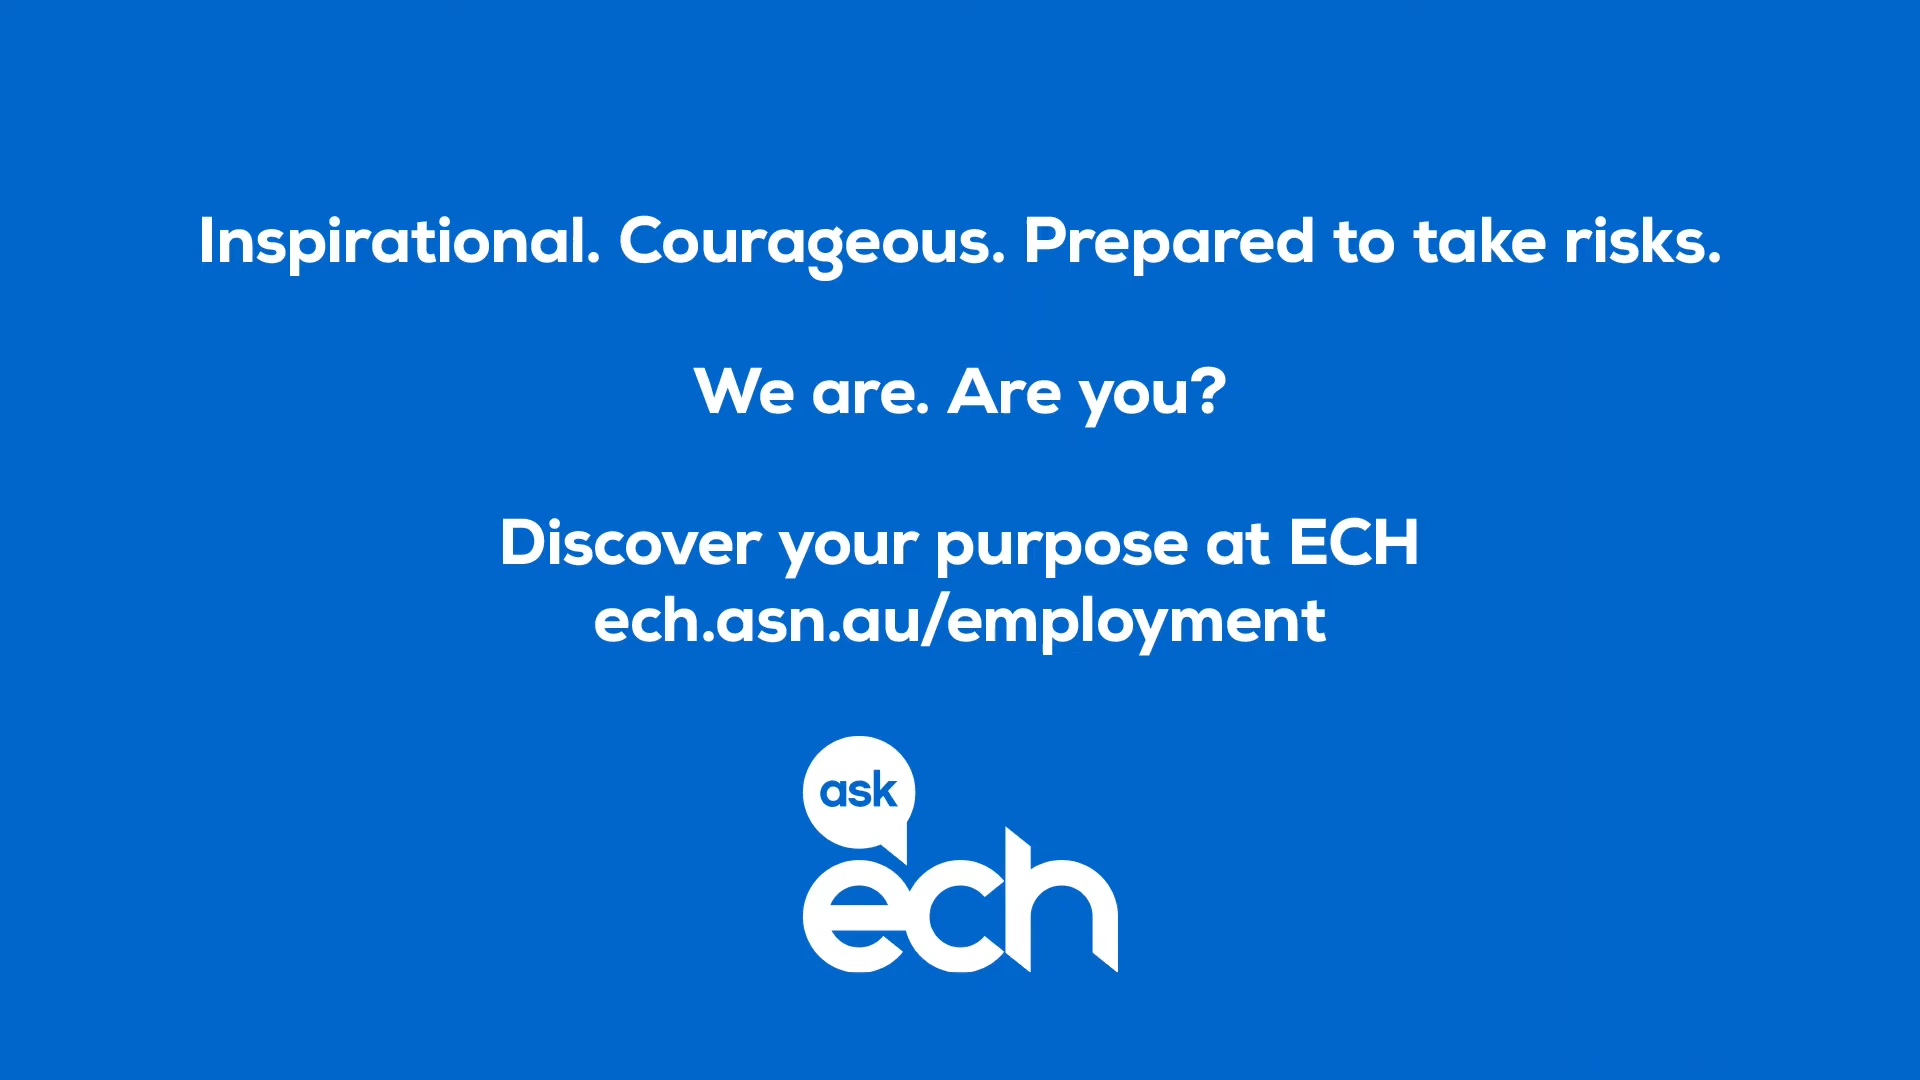 Inspirational. Courageous. Prepared to take risks.
We are. Are you?
Discover your purpose at ECH
ech.asn.au/employment
ask
ech